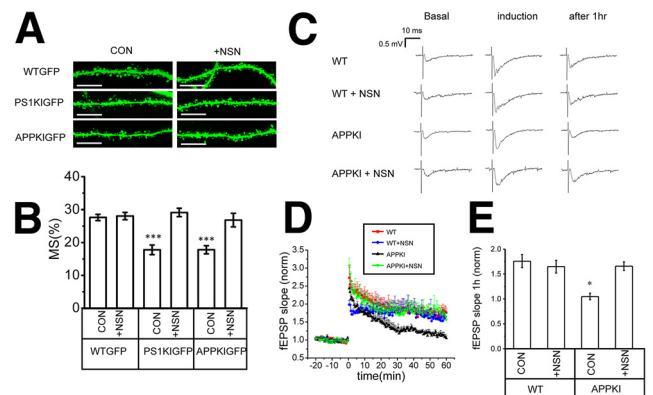 A
CON
+NSN
WTGFP
PS1KIGFP
APPKIGFP
B
MS(%)
40
30
20
10
0
***
***
CON
+NSN
CON
+NSN
CON
+NSN
WTGFP
PS1KIGFP
APPKIGFP
C
Basal
induction
after 1hr
10 ms
0.5 mV
WT
WT + NSN
APPKI
APPKI + NSN
D
WT
WT+NSN
APPKI
APPKI+NSN
fEPSP slope (norm)
3.5
3.0
2.5
2.0
1.5
1.0
0.5
-20
-10
0
10
20
30
40
50
60
time(min)
E
fEPSP slope 1h (norm)
2.0
1.5
1.0
0.5
0.0
*
CON
+NSN
CON
+NSN
WT
APPKI